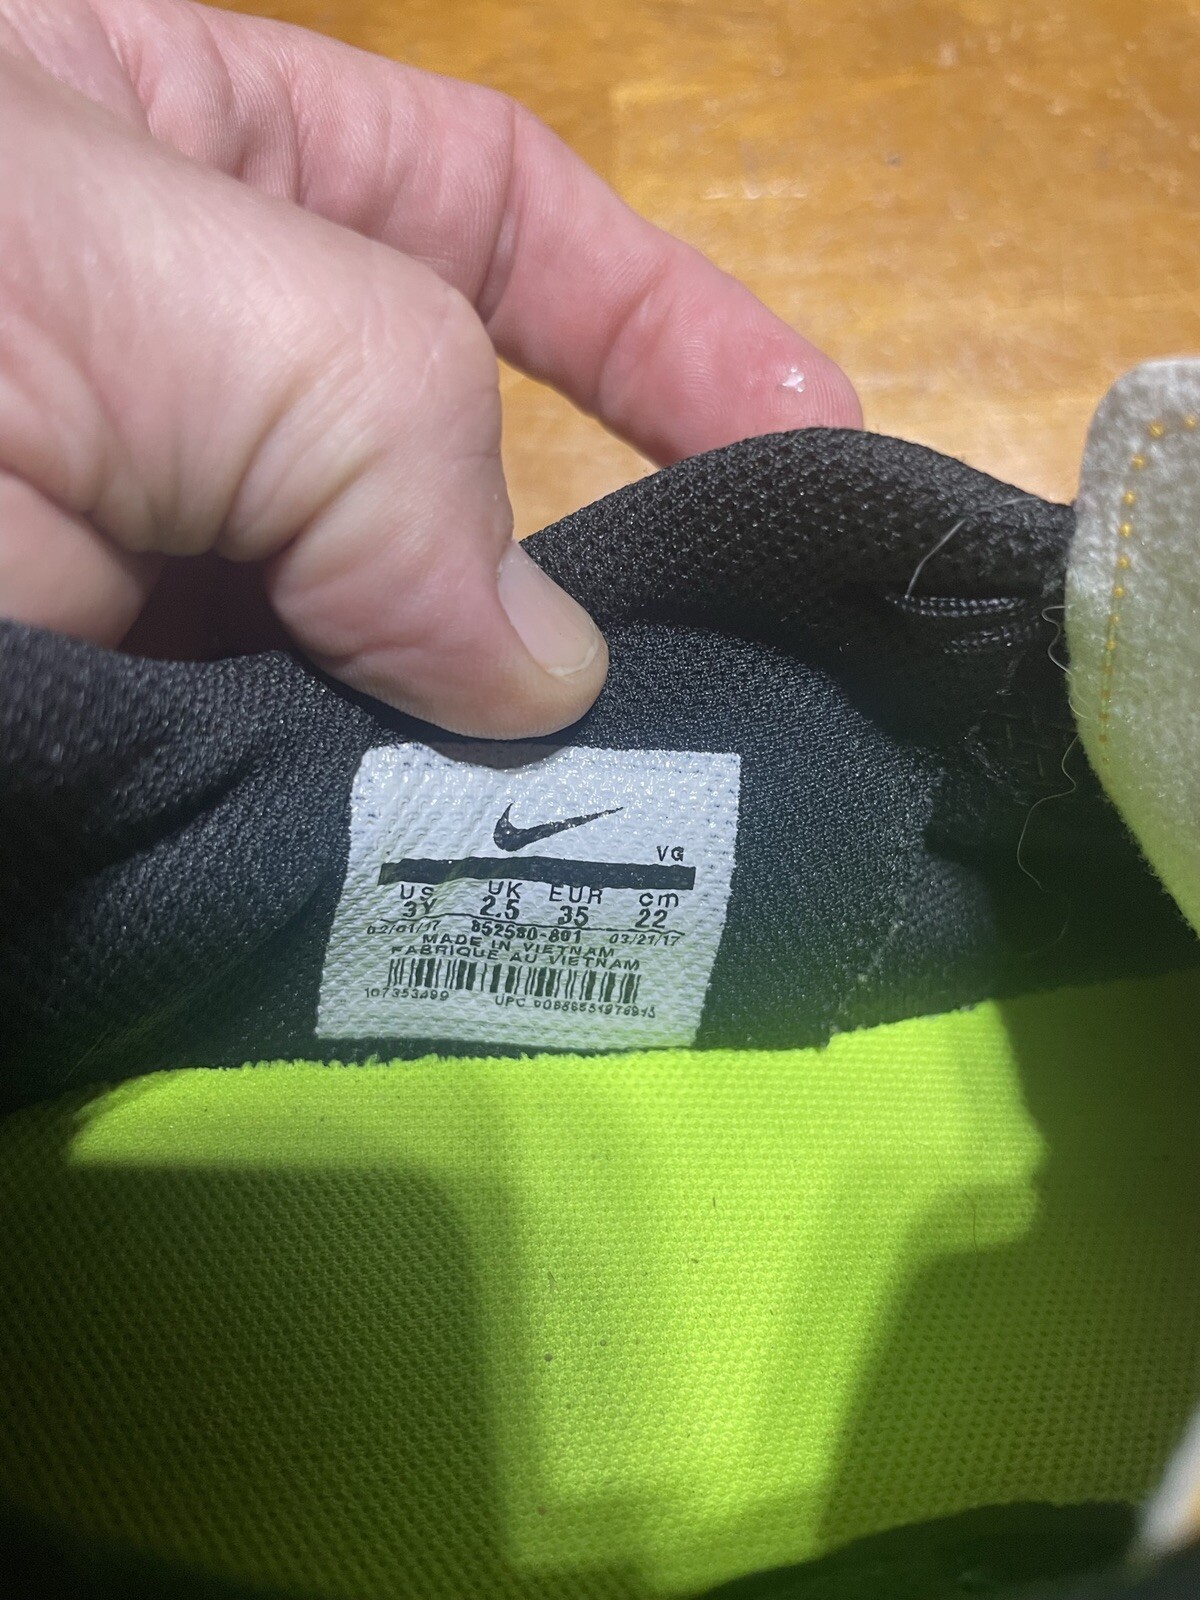 VG
US UK EUR cm
3Y 2.5 35 22
02/01/17 852580-801 03/21/17
MADE IN VIETNAM
FABRIQUE AU VIETNAM
107353499 UPC